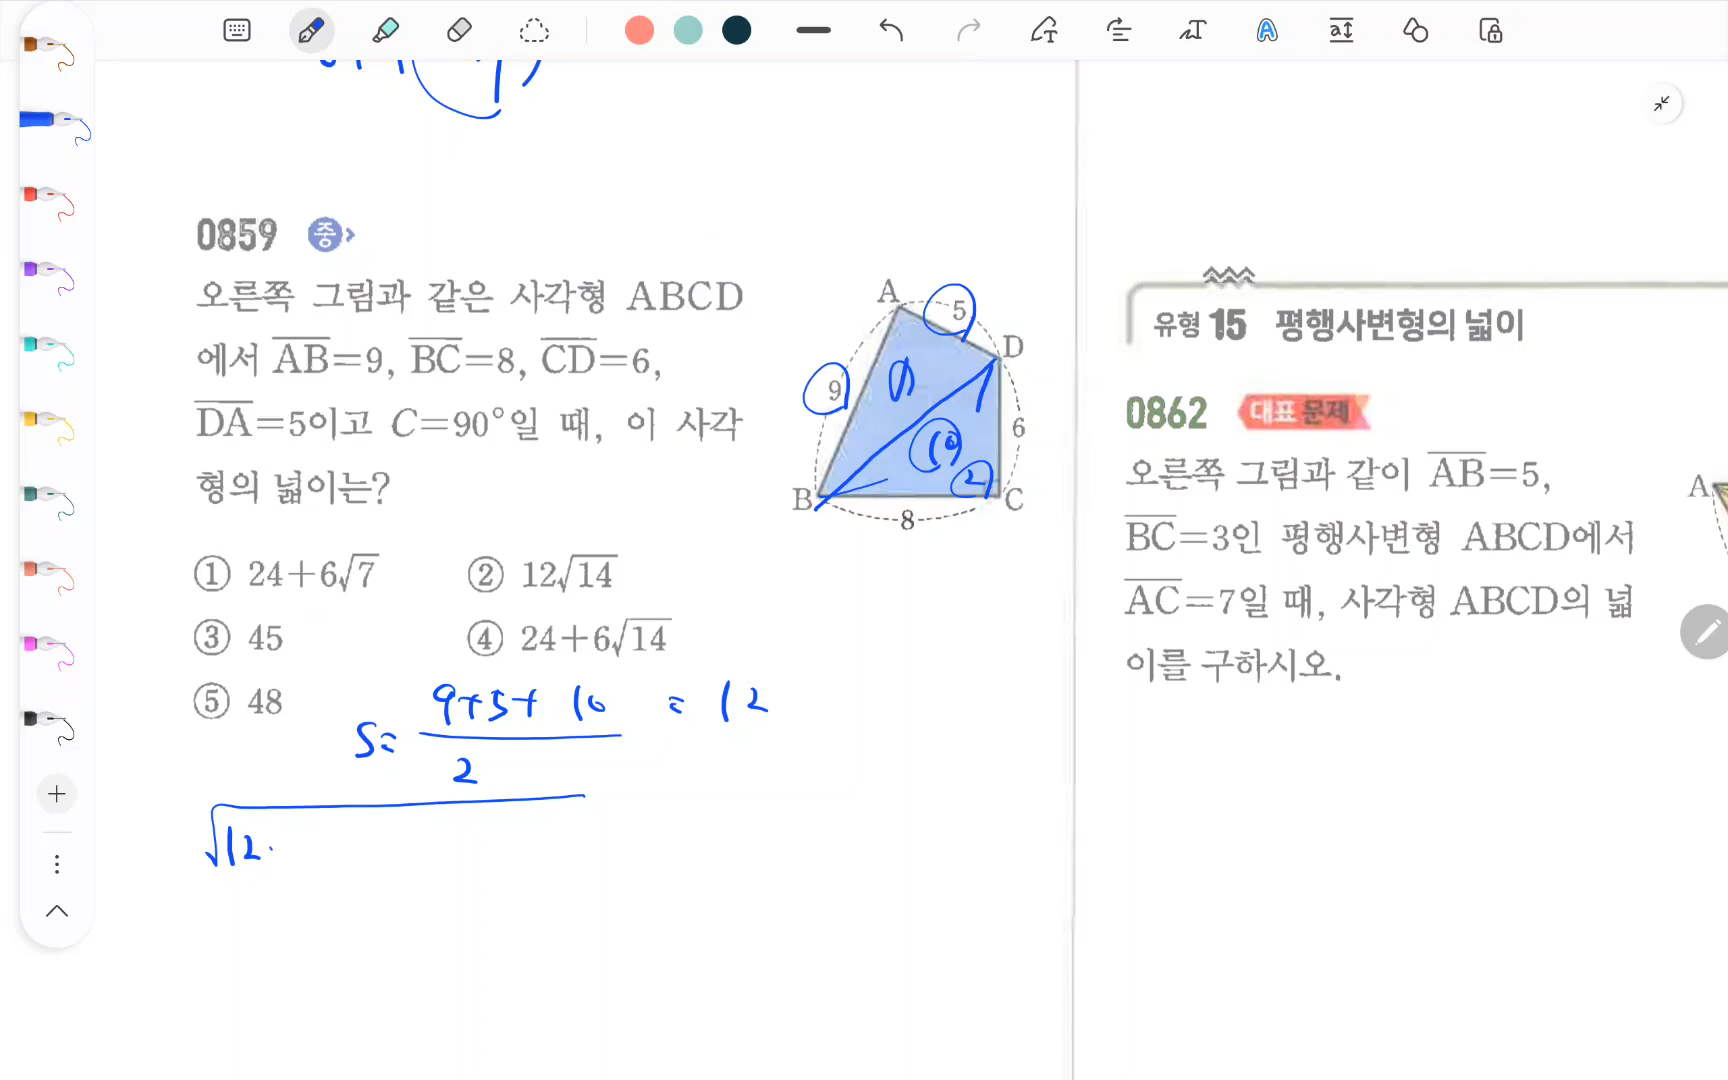 0859 중
오른쪽 그림과 같은 사각형 ABCD
에서 AB=9, BC=8, CD=6,
DA=5이고 C=90°일 때, 이 사각
형의 넓이는?
① 24+6√7 ② 12√14
③ 45 ④ 24+6√14
⑤ 48
A 5 D
9 10 6
2
B 8 C
S= (9+5+10)/2 = 12
√12·
유형 15 평행사변형의 넓이
0862 대표 문제
오른쪽 그림과 같이 AB=5,
BC=3인 평행사변형 ABCD에서
AC=7일 때, 사각형 ABCD의 넓
이를 구하시오.
A